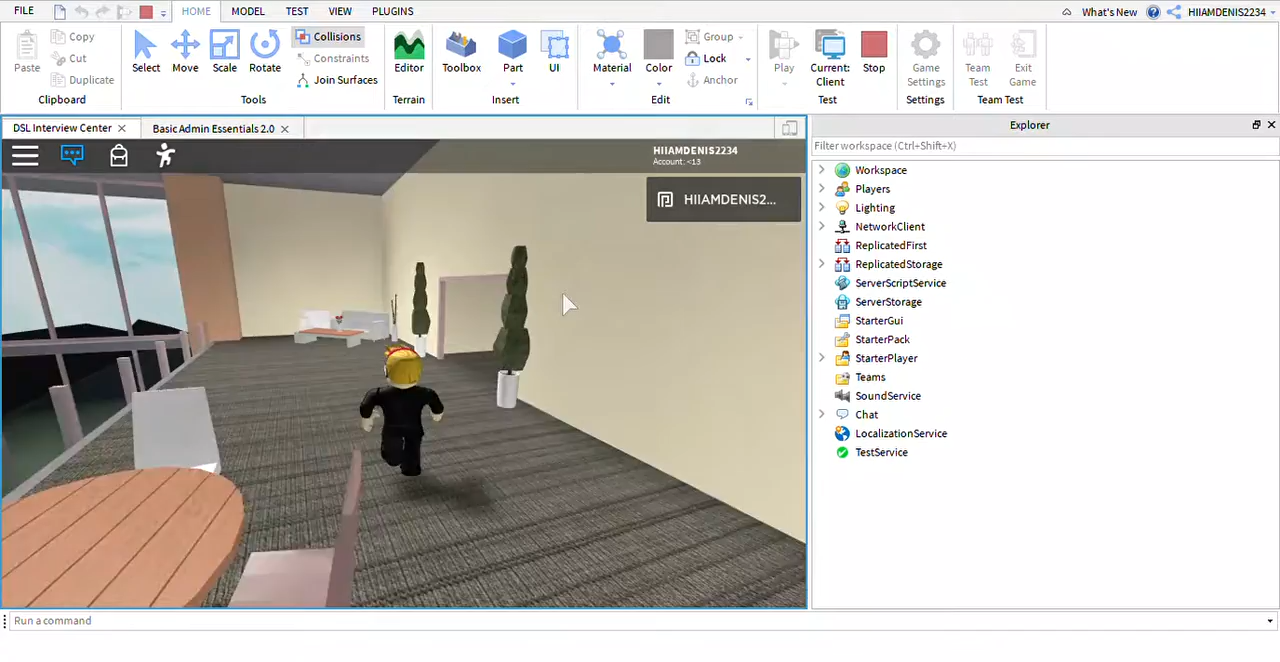 FILE HOME MODEL TEST VIEW PLUGINS What's New HIIAMDENIS2234
Paste Copy Cut Duplicate
Clipboard
Select Move Scale Rotate Collisions Constraints Join Surfaces
Tools
Editor
Terrain
Toolbox Part UI
Insert
Material Color Group Lock Anchor
Edit
Play Current: Client Stop
Test
Game Settings
Settings
Team Test Exit Game
Team Test
DSL Interview Center Basic Admin Essentials 2.0
HIIAMDENIS2234
Account: <13
HIIAMDENIS2...
Explorer
Filter workspace (Ctrl+Shift+X)
Workspace
Players
Lighting
NetworkClient
ReplicatedFirst
ReplicatedStorage
ServerScriptService
ServerStorage
StarterGui
StarterPack
StarterPlayer
Teams
SoundService
Chat
LocalizationService
TestService
Run a command